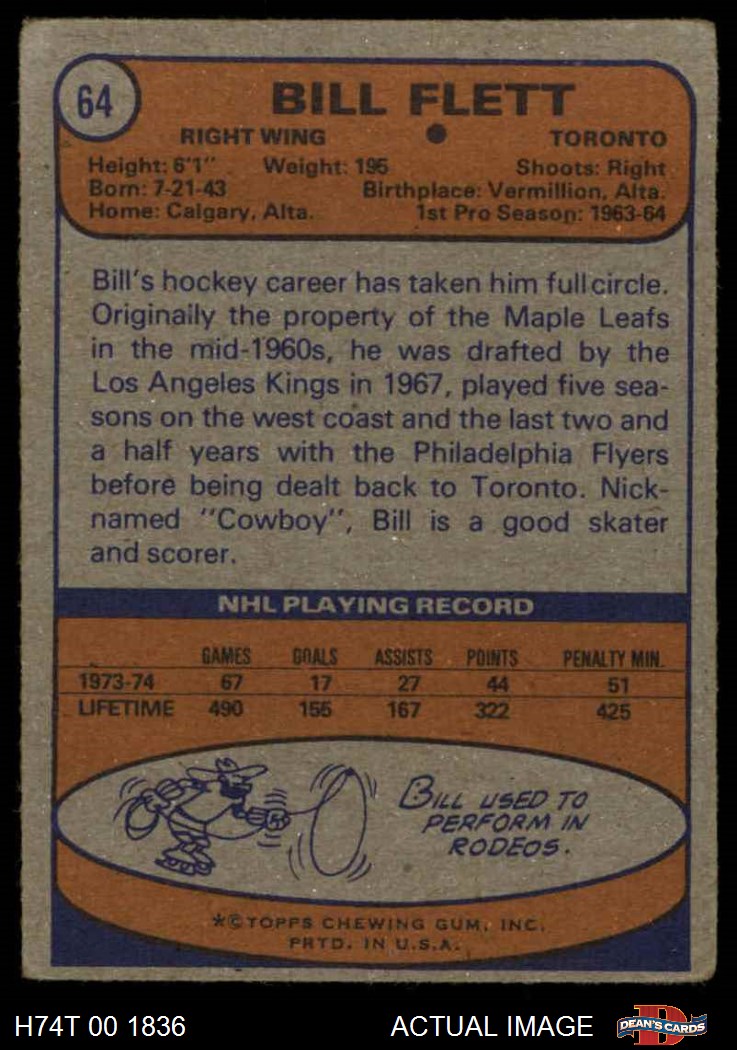 64
BILL FLETT
RIGHT WING
TORONTO
Height: 6'1" Weight: 195 Shoots: Right
Born: 7-21-43 Birthplace: Vermillion, Alta.
Home: Calgary, Alta. 1st Pro Season: 1963-64
Bill's hockey career has taken him full circle.
Originally the property of the Maple Leafs
in the mid-1960s, he was drafted by the
Los Angeles Kings in 1967, played five sea-
sons on the west coast and the last two and
a half years with the Philadelphia Flyers
before being dealt back to Toronto. Nick-
named "Cowboy", Bill is a good skater
and scorer.
NHL PLAYING RECORD
GAMES GOALS ASSISTS POINTS PENALTY MIN.
1973-74 67 17 27 44 51
LIFETIME 490 155 167 322 425
BILL USED TO
PERFORM IN
RODEOS.
*©TOPPS CHEWING GUM, INC.
PRTD. IN U.S.A.
H74T 00 1836 ACTUAL IMAGE
DEAN'S CARDS